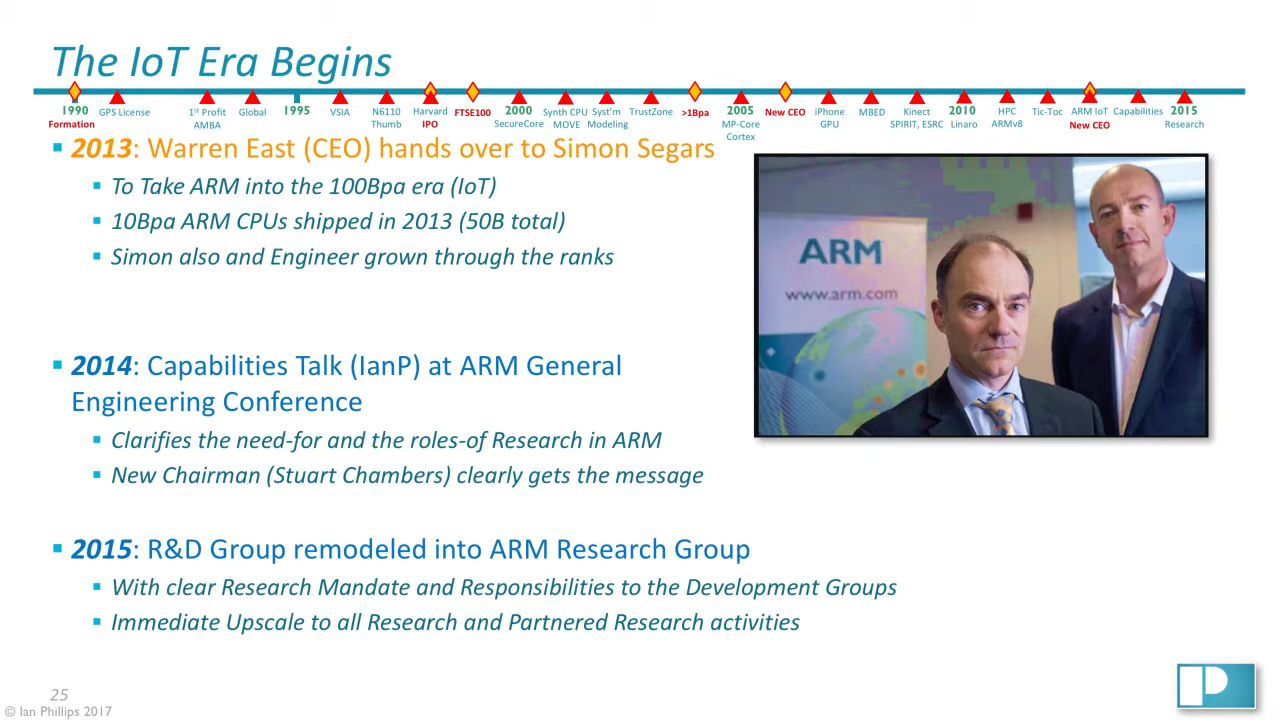 The IoT Era Begins
1990 GPS License 1st Profit Global 1995 VSIA N6110 Harvard FTSE100 2000 Synth CPU Syst'm TrustZone >1Bpa 2005 New CEO iPhone MBED Kinect 2010 HPC Tic-Toc ARM IoT Capabilities 2015
Formation AMBA Thumb IPO SecureCore MOVE Modeling MP-Core GPU SPIRIT, ESRC Linaro ARMv8 New CEO Research
Cortex
2013: Warren East (CEO) hands over to Simon Segars
To Take ARM into the 100Bpa era (IoT)
10Bpa ARM CPUs shipped in 2013 (50B total)
Simon also and Engineer grown through the ranks
ARM
www.arm.com
2014: Capabilities Talk (IanP) at ARM General
Engineering Conference
Clarifies the need-for and the roles-of Research in ARM
New Chairman (Stuart Chambers) clearly gets the message
2015: R&D Group remodeled into ARM Research Group
With clear Research Mandate and Responsibilities to the Development Groups
Immediate Upscale to all Research and Partnered Research activities
25
© Ian Phillips 2017